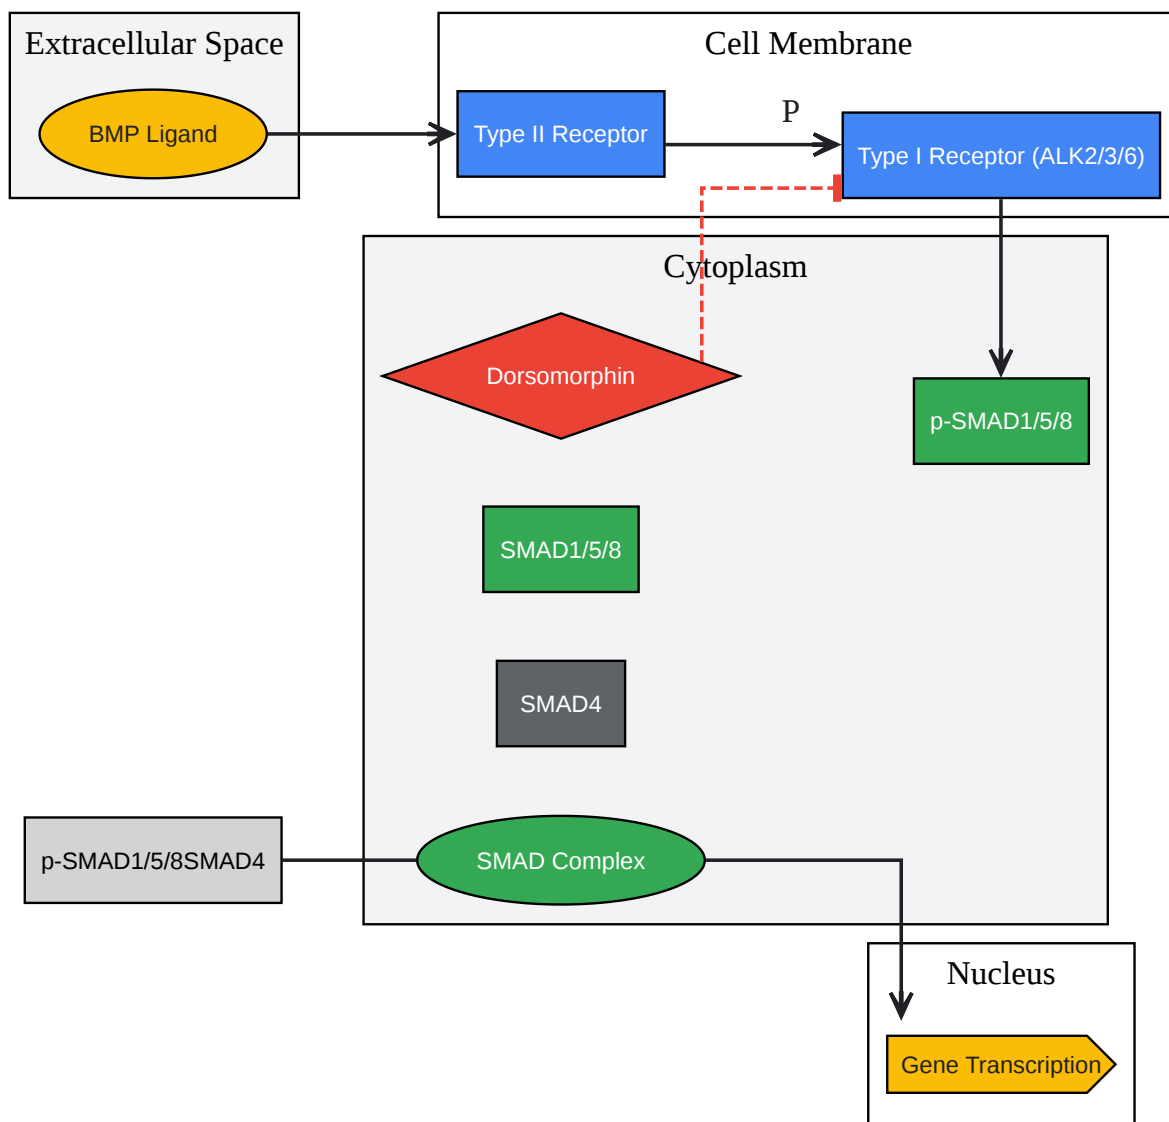 Extracellular Space
Cell Membrane
BMP Ligand
Type II Receptor
P
Type I Receptor (ALK2/3/6)
Cytoplasm
Dorsomorphin
p-SMAD1/5/8
SMAD1/5/8
SMAD4
p-SMAD1/5/8SMAD4
SMAD Complex
Nucleus
Gene Transcription